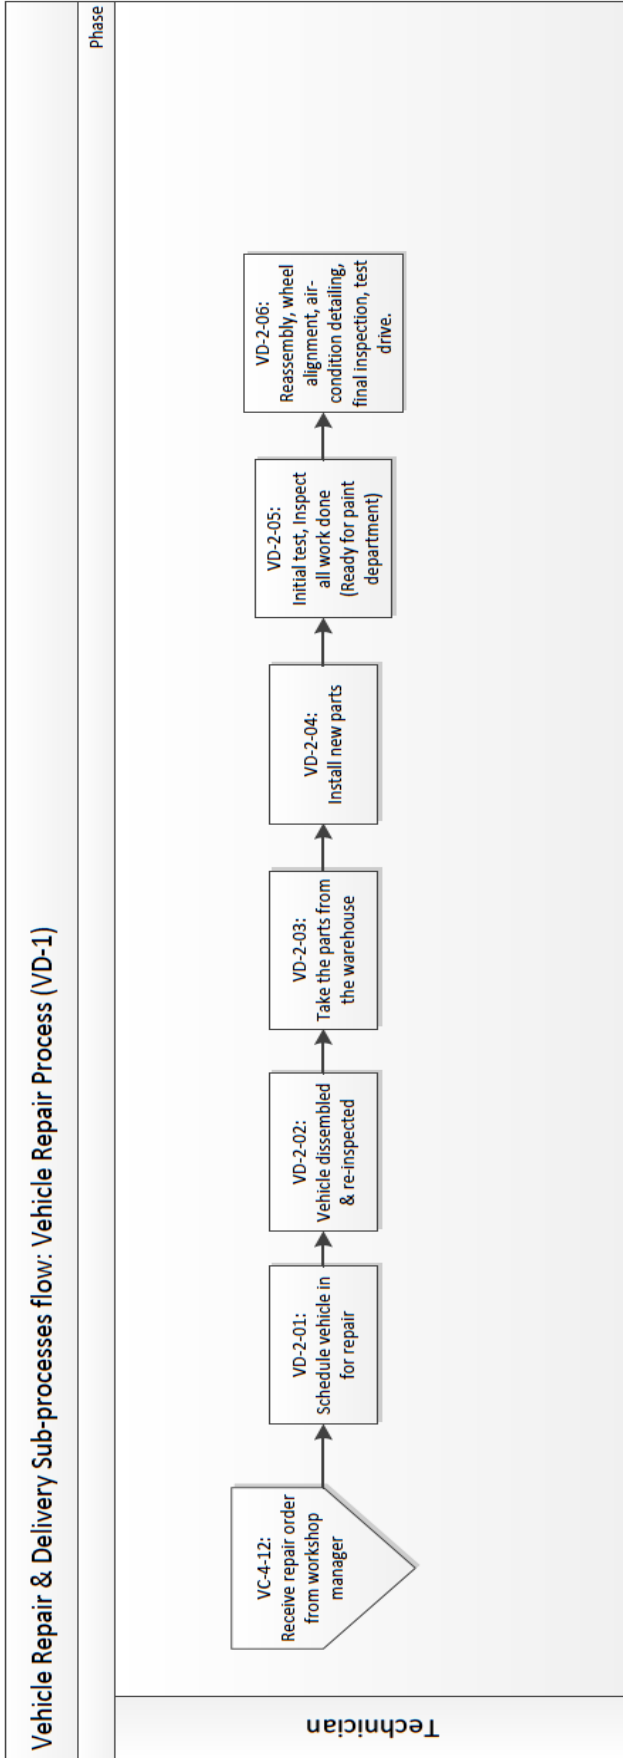 Vehicle Repair & Delivery Sub-processes flow: Vehicle Repair Process (VD-1)
Phase
Technician
VC-4-12:
Receive repair order
from workshop
manager
VD-2-01:
Schedule vehicle in
for repair
VD-2-02:
Vehicle dissembled
& re-inspected
VD-2-03:
Take the parts from
the warehouse
VD-2-04:
Install new parts
VD-2-05:
Initial test, Inspect
all work done
(Ready for paint
department)
VD-2-06:
Reassembly, wheel
alignment, air-
condition detailing,
final inspection, test
drive.